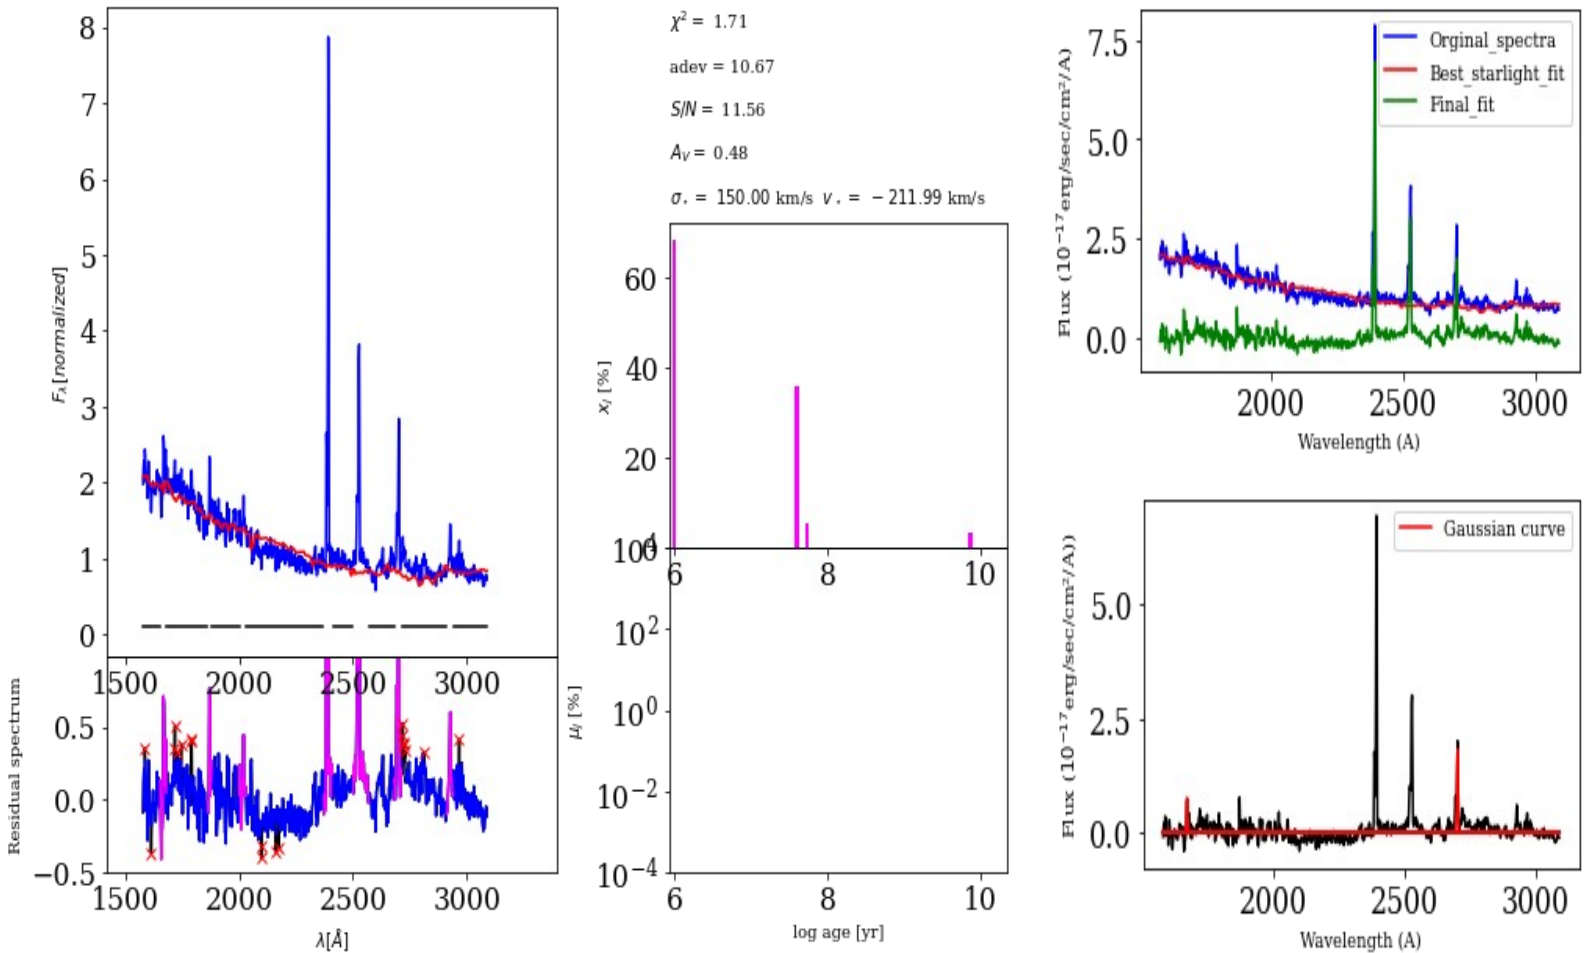 8
7
6
5
4
3
2
1
0
F_λ[normalized]
1500 2000 2500 3000
0.5
0.0
−0.5
Residual spectrum
1500 2000 2500 3000
λ[Å]
χ² = 1.71
adev = 10.67
S/N = 11.56
A_V = 0.48
σ⋆ = 150.00 km/s v⋆ = −211.99 km/s
60
40
20
x_j [%]
6 8 10
10⁴
10²
10⁰
10⁻²
10⁻⁴
μ_j [%]
6 8 10
log age [yr]
Orginal_spectra
Best_starlight_fit
Final_fit
7.5
5.0
2.5
0.0
Flux (10⁻¹⁷erg/sec/cm²/A)
2000 2500 3000
Wavelength (A)
Gaussian curve
5.0
2.5
0.0
Flux (10⁻¹⁷erg/sec/cm²/A))
2000 2500 3000
Wavelength (A)